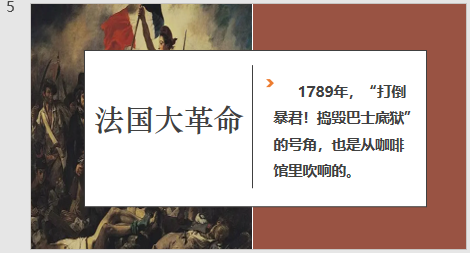 5
法国大革命
1789年，“打倒
暴君！捣毁巴士底狱”
的号角，也是从咖啡
馆里吹响的。